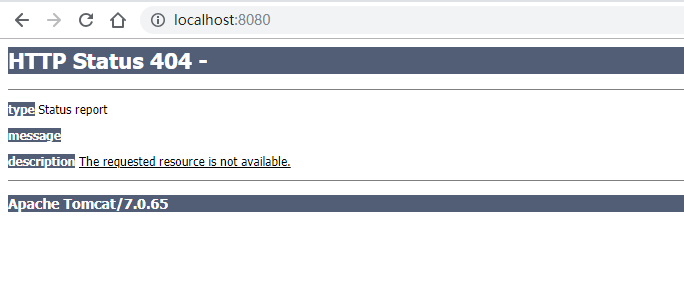 localhost:8080
HTTP Status 404 -
type Status report
message
description The requested resource is not available.
Apache Tomcat/7.0.65